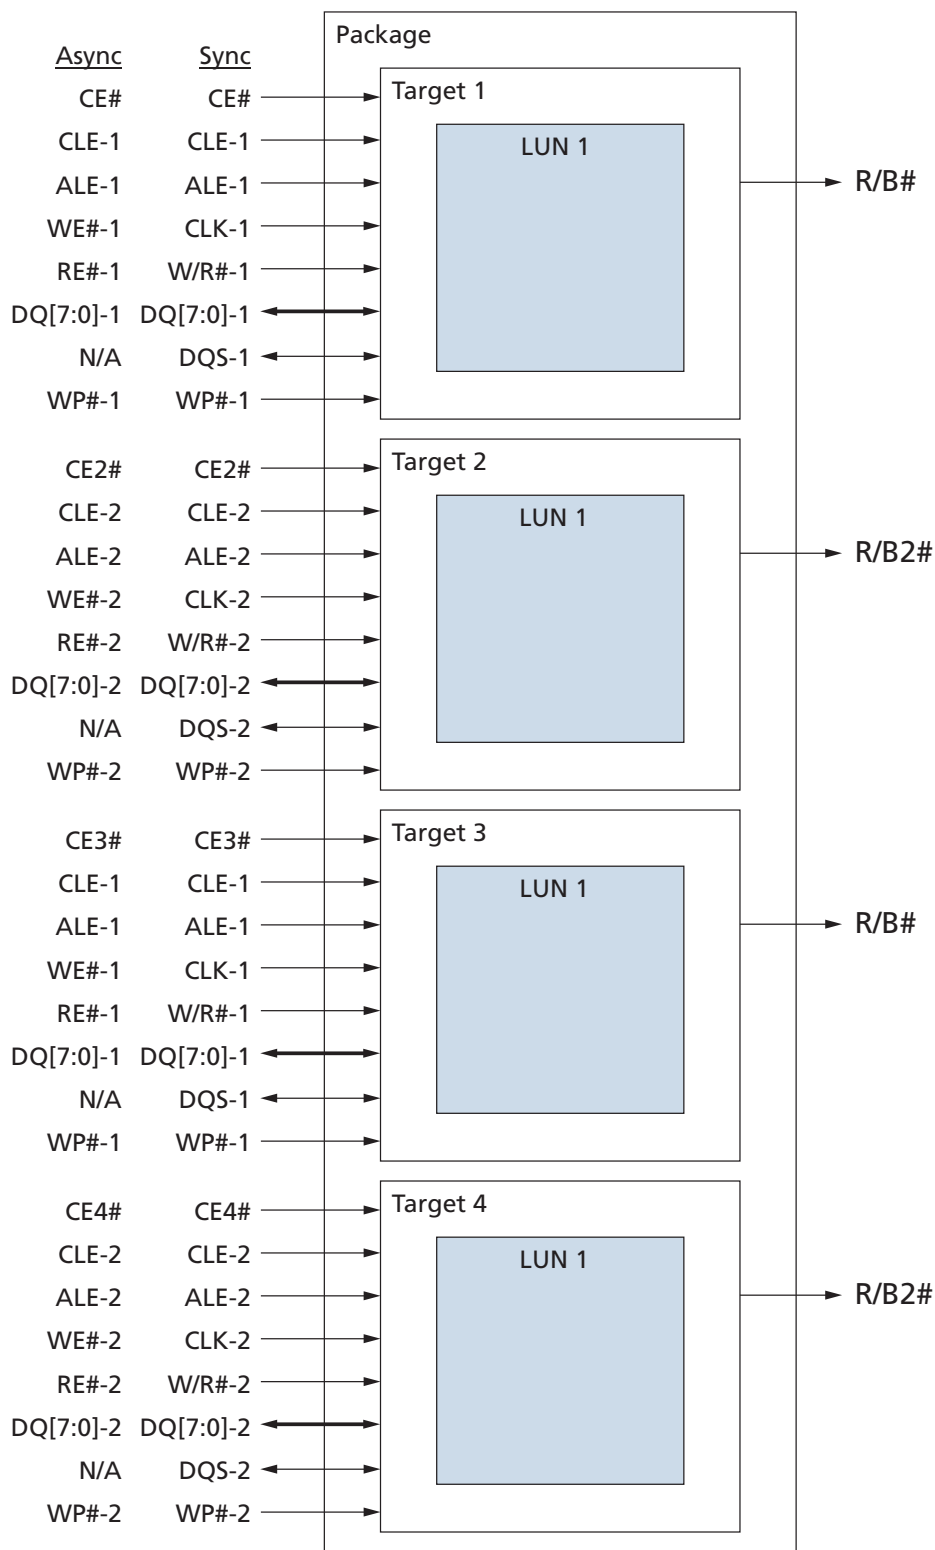 Package
Async Sync
Target 1
CE# CE#
LUN 1
CLE-1 CLE-1
ALE-1 ALE-1 R/B#
WE#-1 CLK-1
RE#-1 W/R#-1
DQ[7:0]-1 DQ[7:0]-1
N/A DQS-1
WP#-1 WP#-1
Target 2
CE2# CE2#
CLE-2 CLE-2 LUN 1
ALE-2 ALE-2 R/B2#
WE#-2 CLK-2
RE#-2 W/R#-2
DQ[7:0]-2 DQ[7:0]-2
N/A DQS-2
WP#-2 WP#-2
Target 3
CE3# CE3#
CLE-1 CLE-1 LUN 1
ALE-1 ALE-1 R/B#
WE#-1 CLK-1
RE#-1 W/R#-1
DQ[7:0]-1 DQ[7:0]-1
N/A DQS-1
WP#-1 WP#-1
Target 4
CE4# CE4#
CLE-2 CLE-2 LUN 1
ALE-2 ALE-2 R/B2#
WE#-2 CLK-2
RE#-2 W/R#-2
DQ[7:0]-2 DQ[7:0]-2
N/A DQS-2
WP#-2 WP#-2